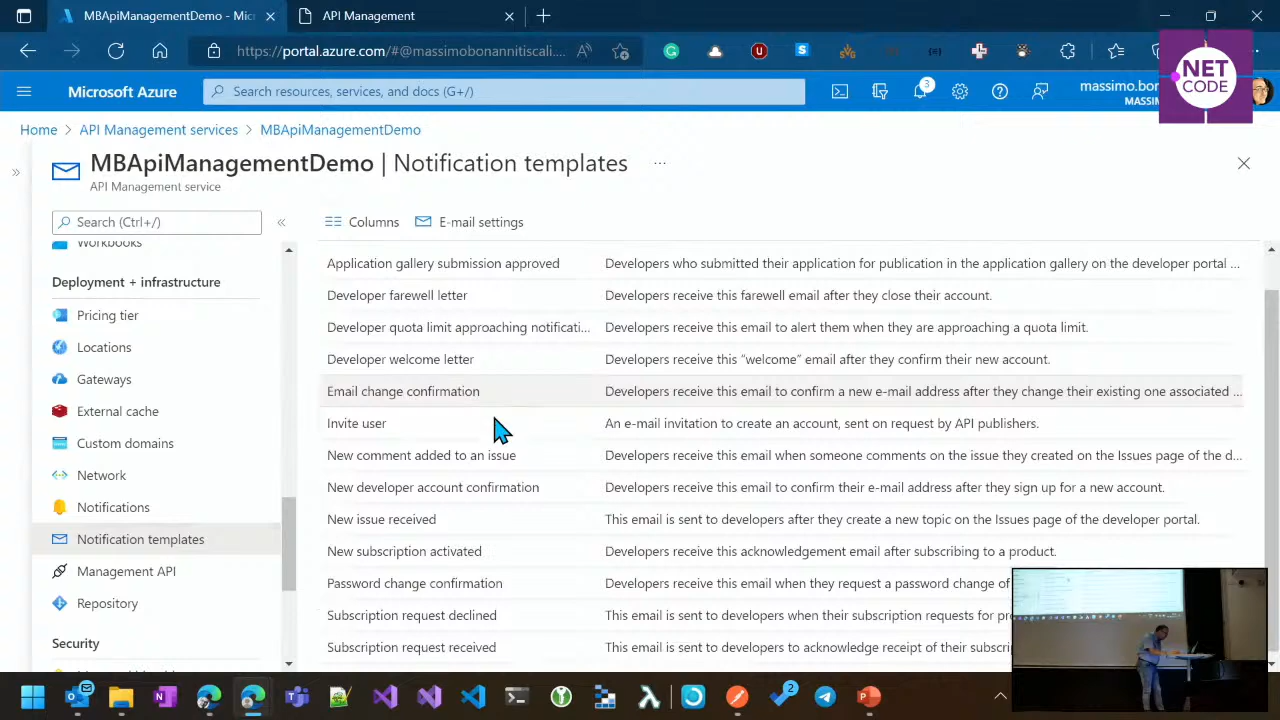 MBApiManagementDemo - Mic
API Management
https://portal.azure.com/#@massimobonannitiscali....
NET
CODE
Microsoft Azure
Search resources, services, and docs (G+/)
3
massimo.bon
MASSIM
Home > API Management services > MBApiManagementDemo
MBApiManagementDemo | Notification templates ...
API Management service
Search (Ctrl+/)
Columns
E-mail settings
Workbooks
Deployment + infrastructure
Pricing tier
Locations
Gateways
External cache
Custom domains
Network
Notifications
Notification templates
Management API
Repository
Security
Application gallery submission approved Developers who submitted their application for publication in the application gallery on the developer portal ...
Developer farewell letter Developers receive this farewell email after they close their account.
Developer quota limit approaching notificati... Developers receive this email to alert them when they are approaching a quota limit.
Developer welcome letter Developers receive this “welcome” email after they confirm their new account.
Email change confirmation Developers receive this email to confirm a new e-mail address after they change their existing one associated ...
Invite user An e-mail invitation to create an account, sent on request by API publishers.
New comment added to an issue Developers receive this email when someone comments on the issue they created on the Issues page of the d...
New developer account confirmation Developers receive this email to confirm their e-mail address after they sign up for a new account.
New issue received This email is sent to developers after they create a new topic on the Issues page of the developer portal.
New subscription activated Developers receive this acknowledgement email after subscribing to a product.
Password change confirmation Developers receive this email when they request a password change of
Subscription request declined This email is sent to developers when their subscription requests for pro
Subscription request received This email is sent to developers to acknowledge receipt of their subscri
2